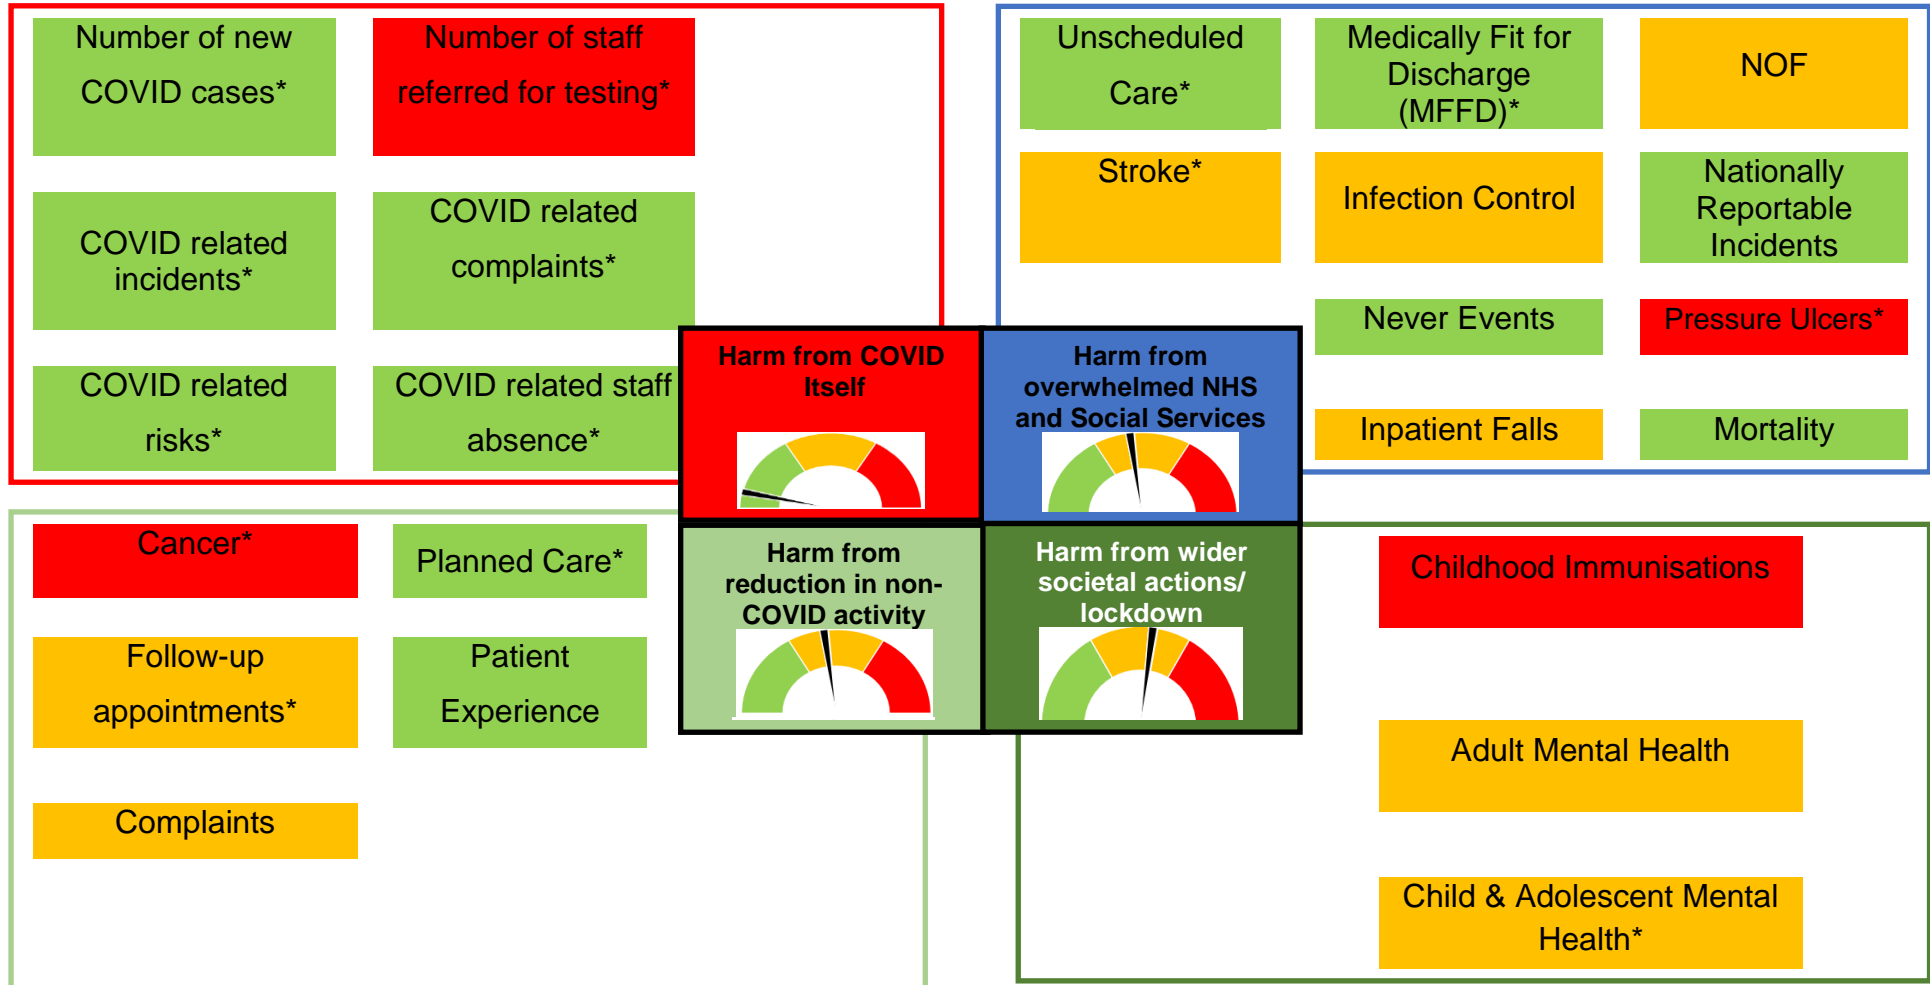 Number of new
COVID cases*
Number of staff
referred for testing*
COVID related
incidents*
COVID related
complaints*
COVID related
risks*
COVID related staff
absence*
Unscheduled
Care*
Medically Fit for
Discharge
(MFFD)*
NOF
Stroke*
Infection Control
Nationally
Reportable
Incidents
Never Events
Pressure Ulcers*
Inpatient Falls
Mortality
Harm from COVID
Itself
Harm from
overwhelmed NHS
and Social Services
Harm from
reduction in non-
COVID activity
Harm from wider
societal actions/
lockdown
Cancer*
Planned Care*
Follow-up
appointments*
Patient
Experience
Complaints
Childhood Immunisations
Adult Mental Health
Child & Adolescent Mental
Health*